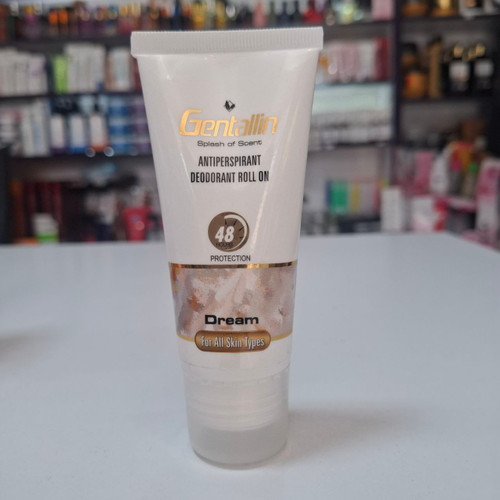 Gentallin
Splash of Scent
ANTIPERSPIRANT
DEODORANT ROLL ON
48
PROTECTION
Dream
For All Skin Types